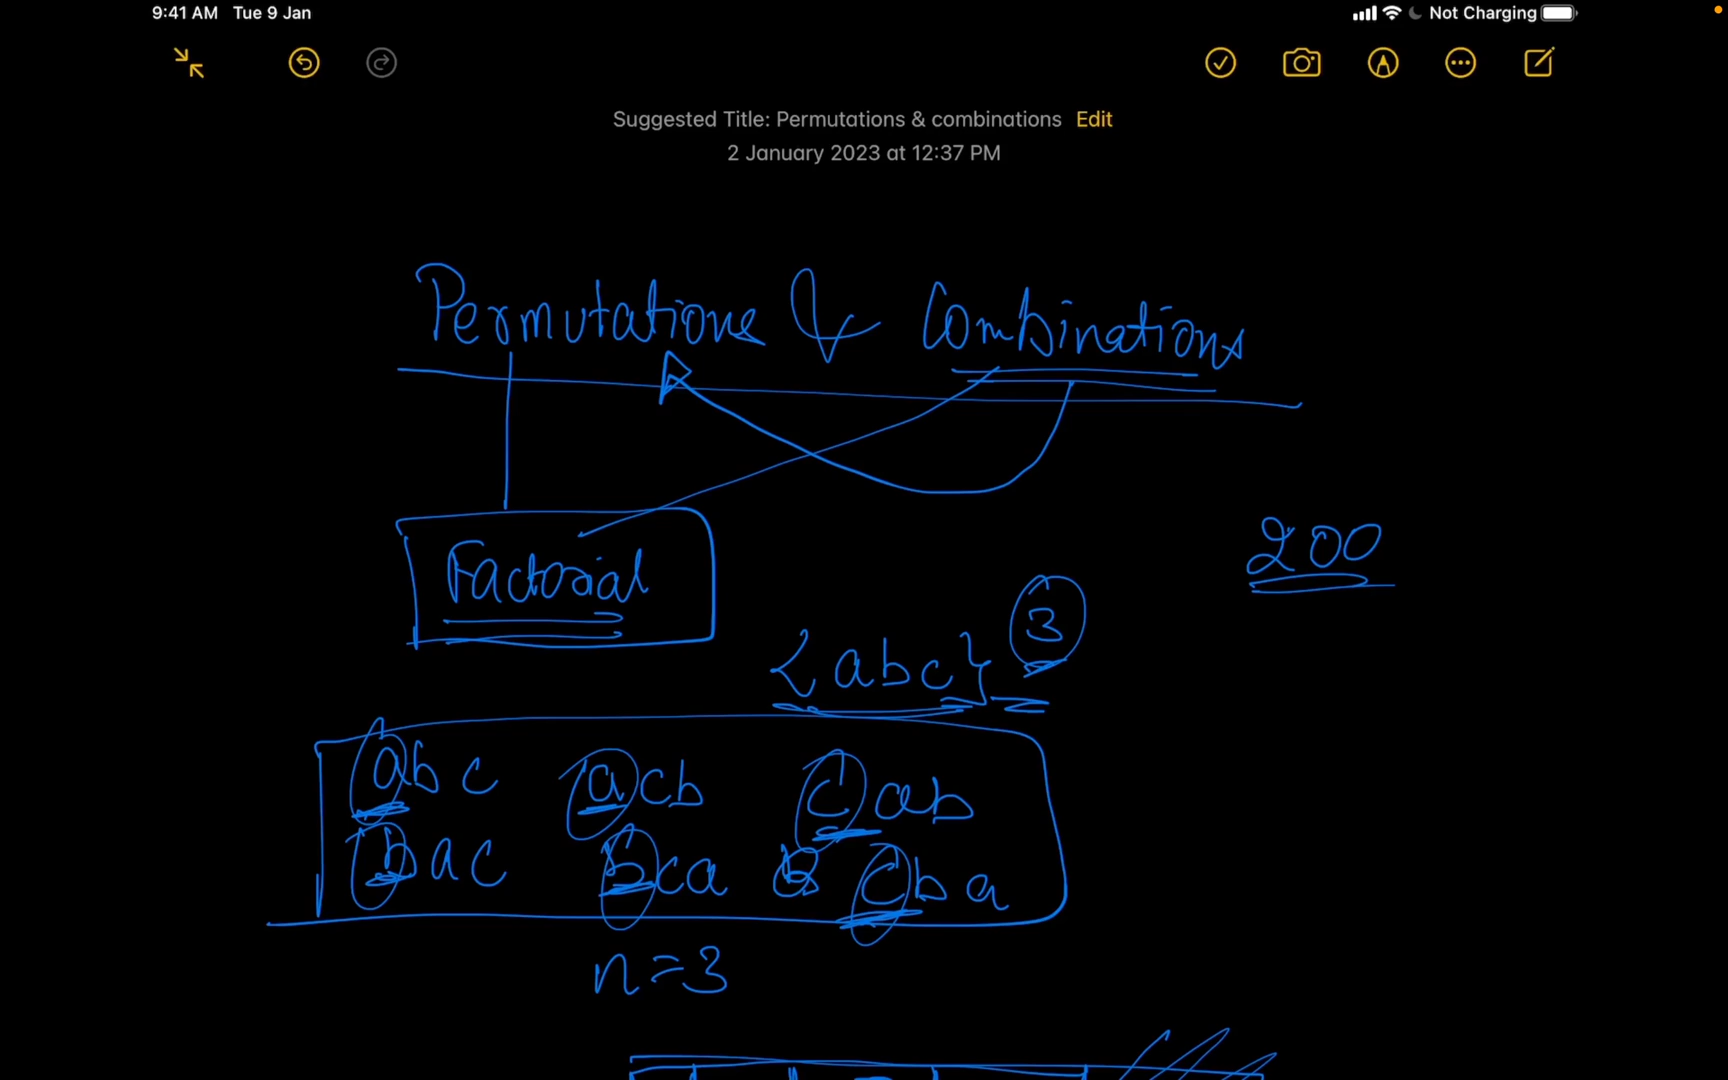 9:41 AM Tue 9 Jan
Not Charging
Suggested Title: Permutations & combinations Edit
2 January 2023 at 12:37 PM
Permutations & Combinations
Factorial
200
{abc} 3
abc acb cab
bac bca cba
n=3